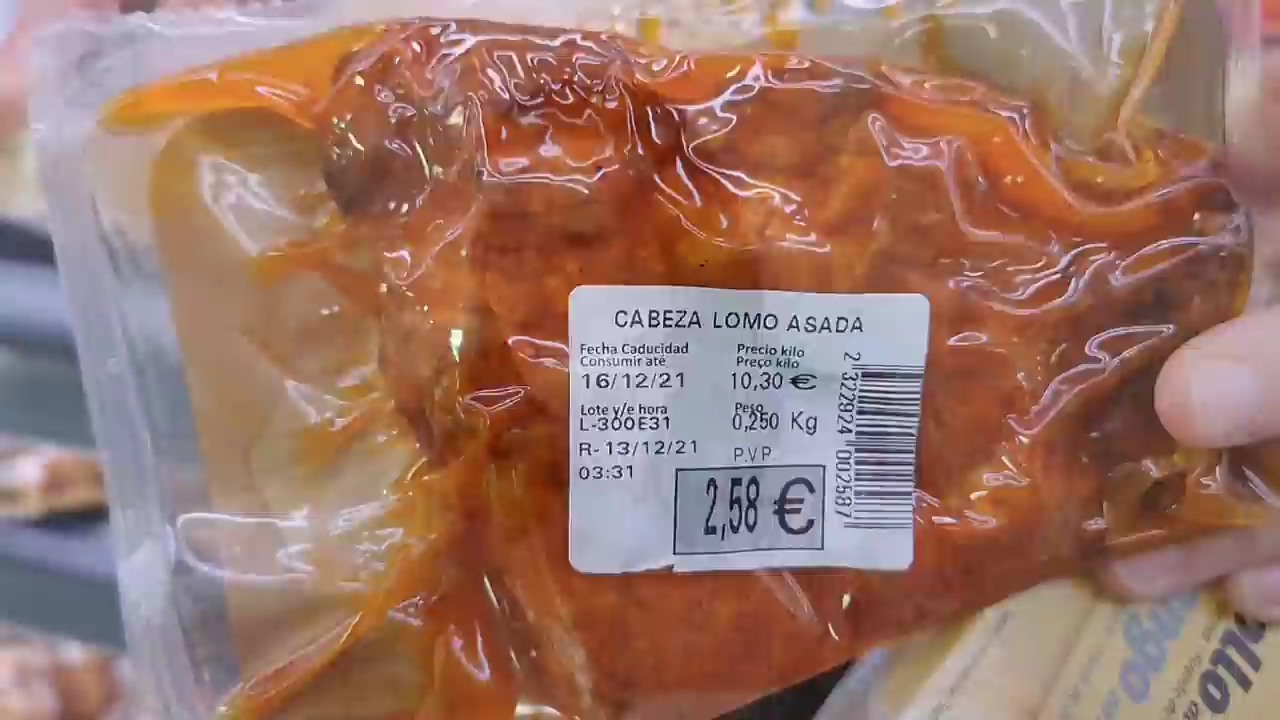 CABEZA LOMO ASADA
Fecha Caducidad
Consumir até
16/12/21
Lote y/e hora
L-300E31
R-13/12/21
03:31
Precio kilo
Preço kilo
10,30 €
Peso
0,250 Kg
P.V.P.
2,58 €
2 322924 002587